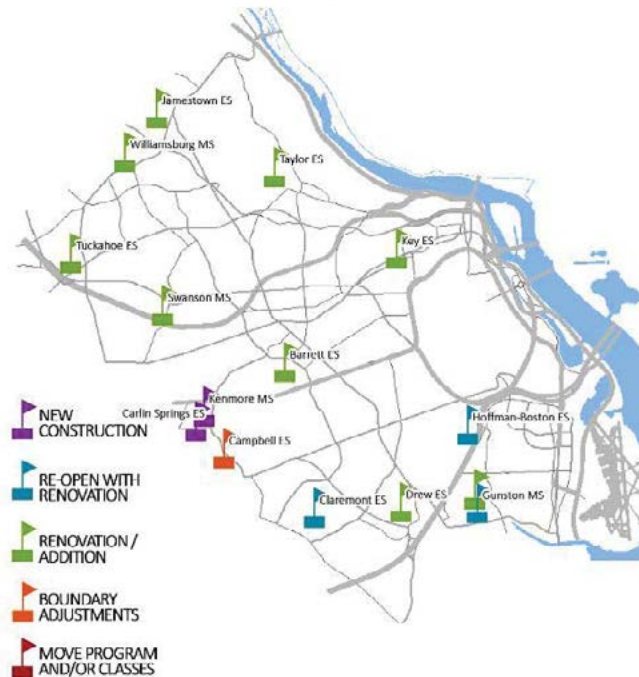 Jamestown ES
Williamsburg MS
Taylor ES
Tuckahoe ES
Key ES
Swanson MS
Barrett ES
Kenmore MS
Carlin Springs ES
Hoffman-Boston ES
Campbell ES
Claremont ES
Drew ES
Gunston MS
NEW
CONSTRUCTION
RE-OPEN WITH
RENOVATION
RENOVATION /
ADDITION
BOUNDARY
ADJUSTMENTS
MOVE PROGRAM
AND/OR CLASSES